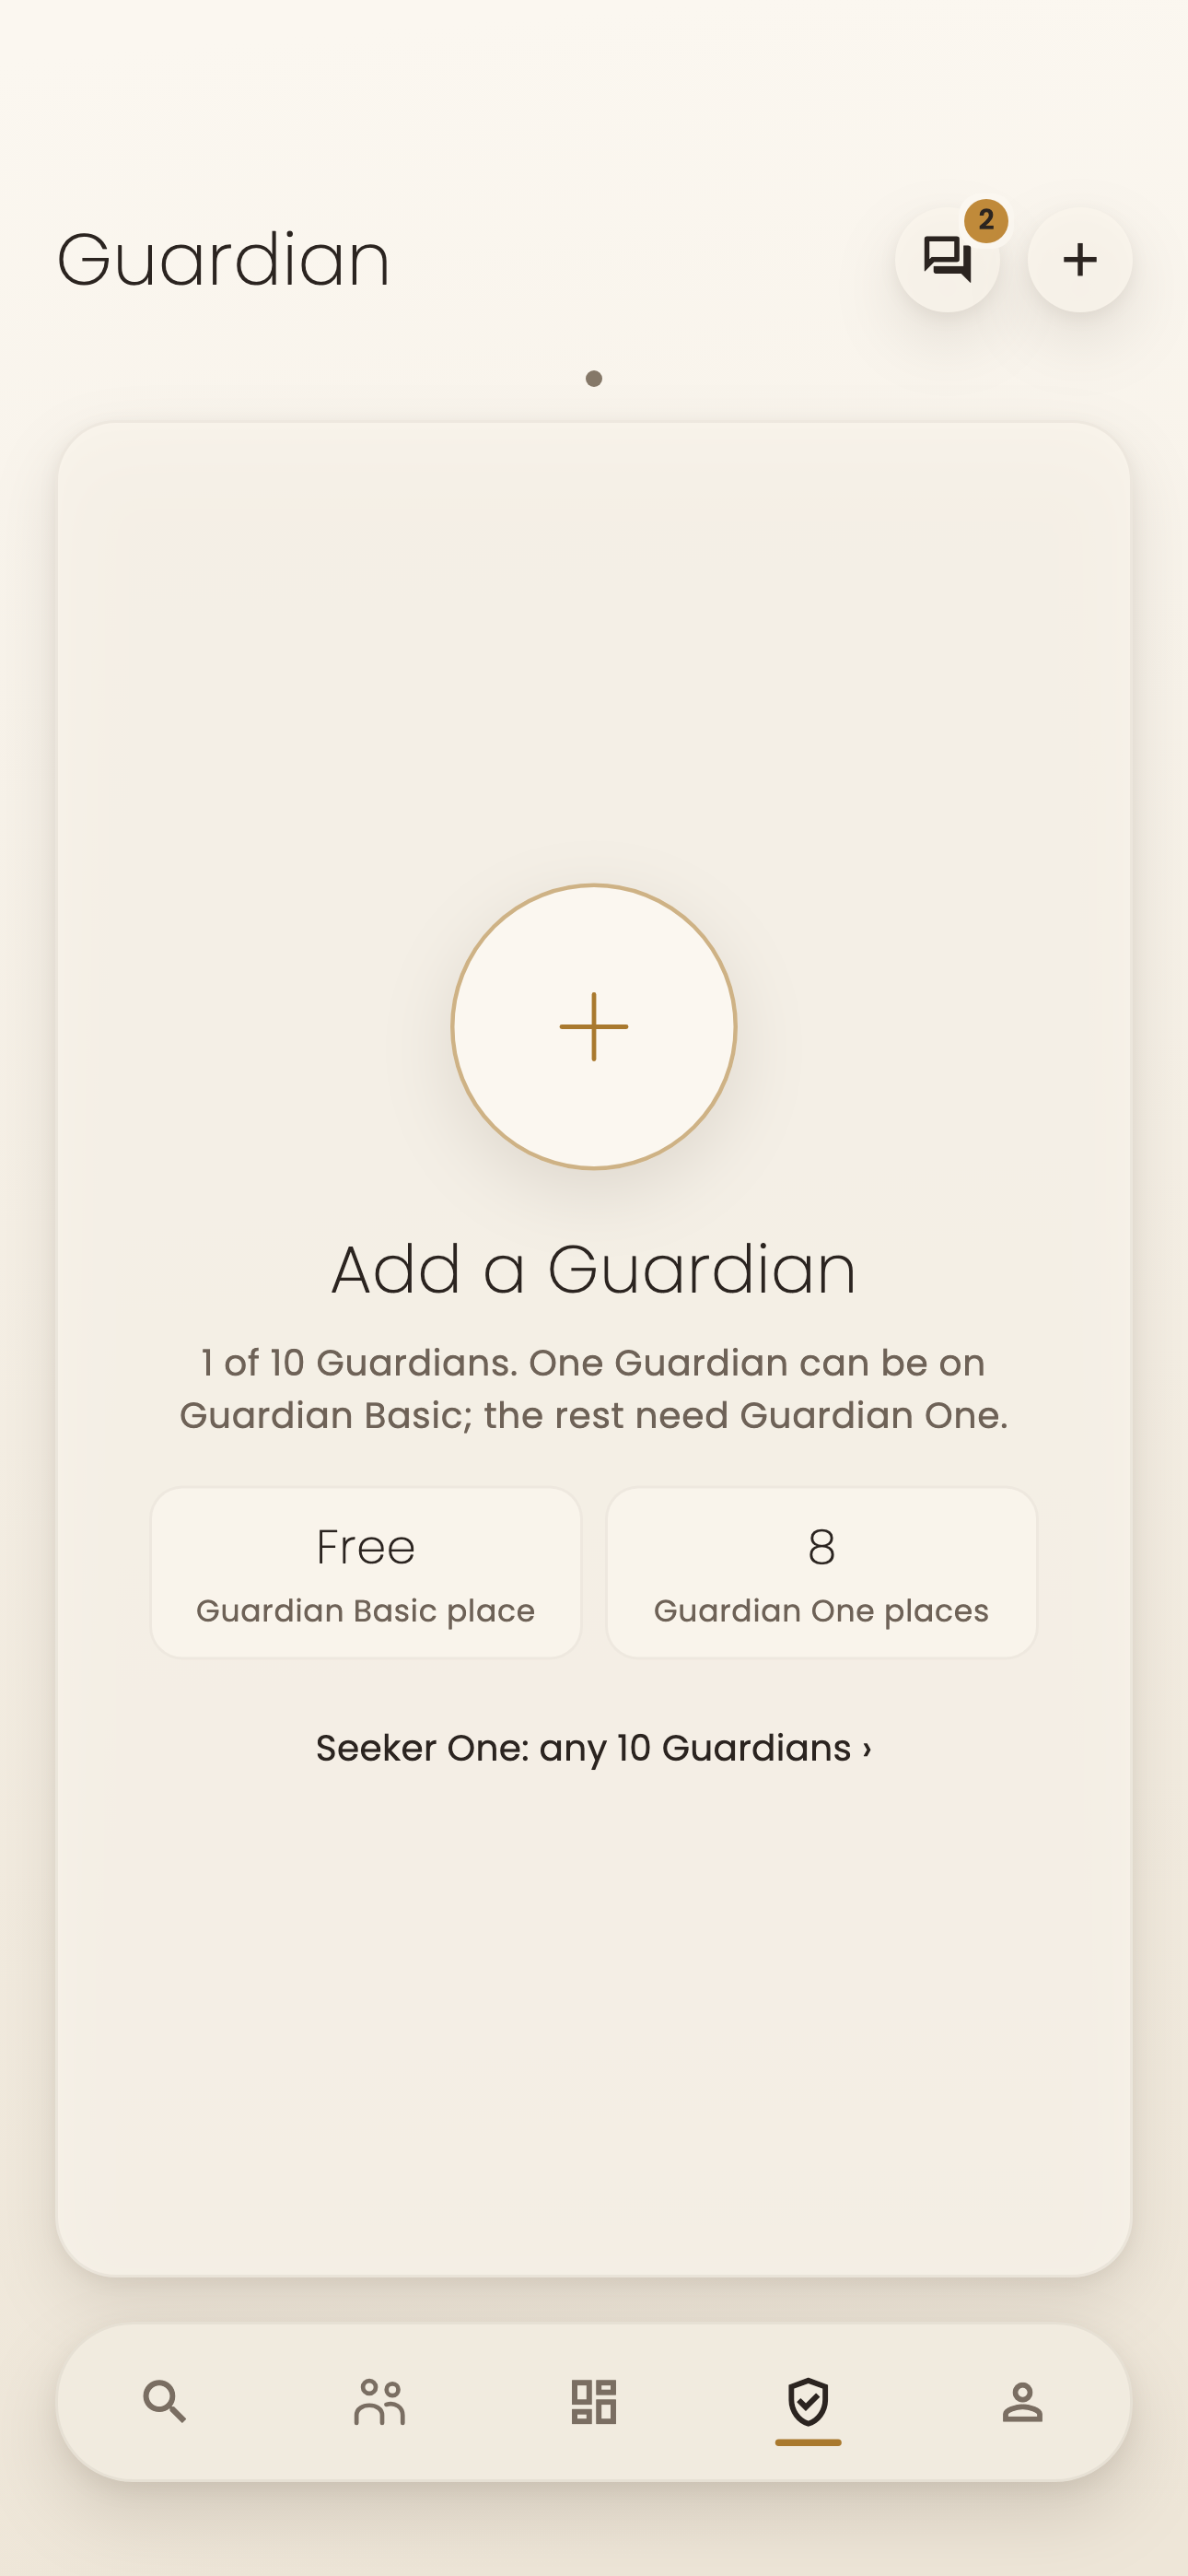 Guardian
2
Add a Guardian
1 of 10 Guardians. One Guardian can be on
Guardian Basic; the rest need Guardian One.
Free
Guardian Basic place
8
Guardian One places
Seeker One: any 10 Guardians ›